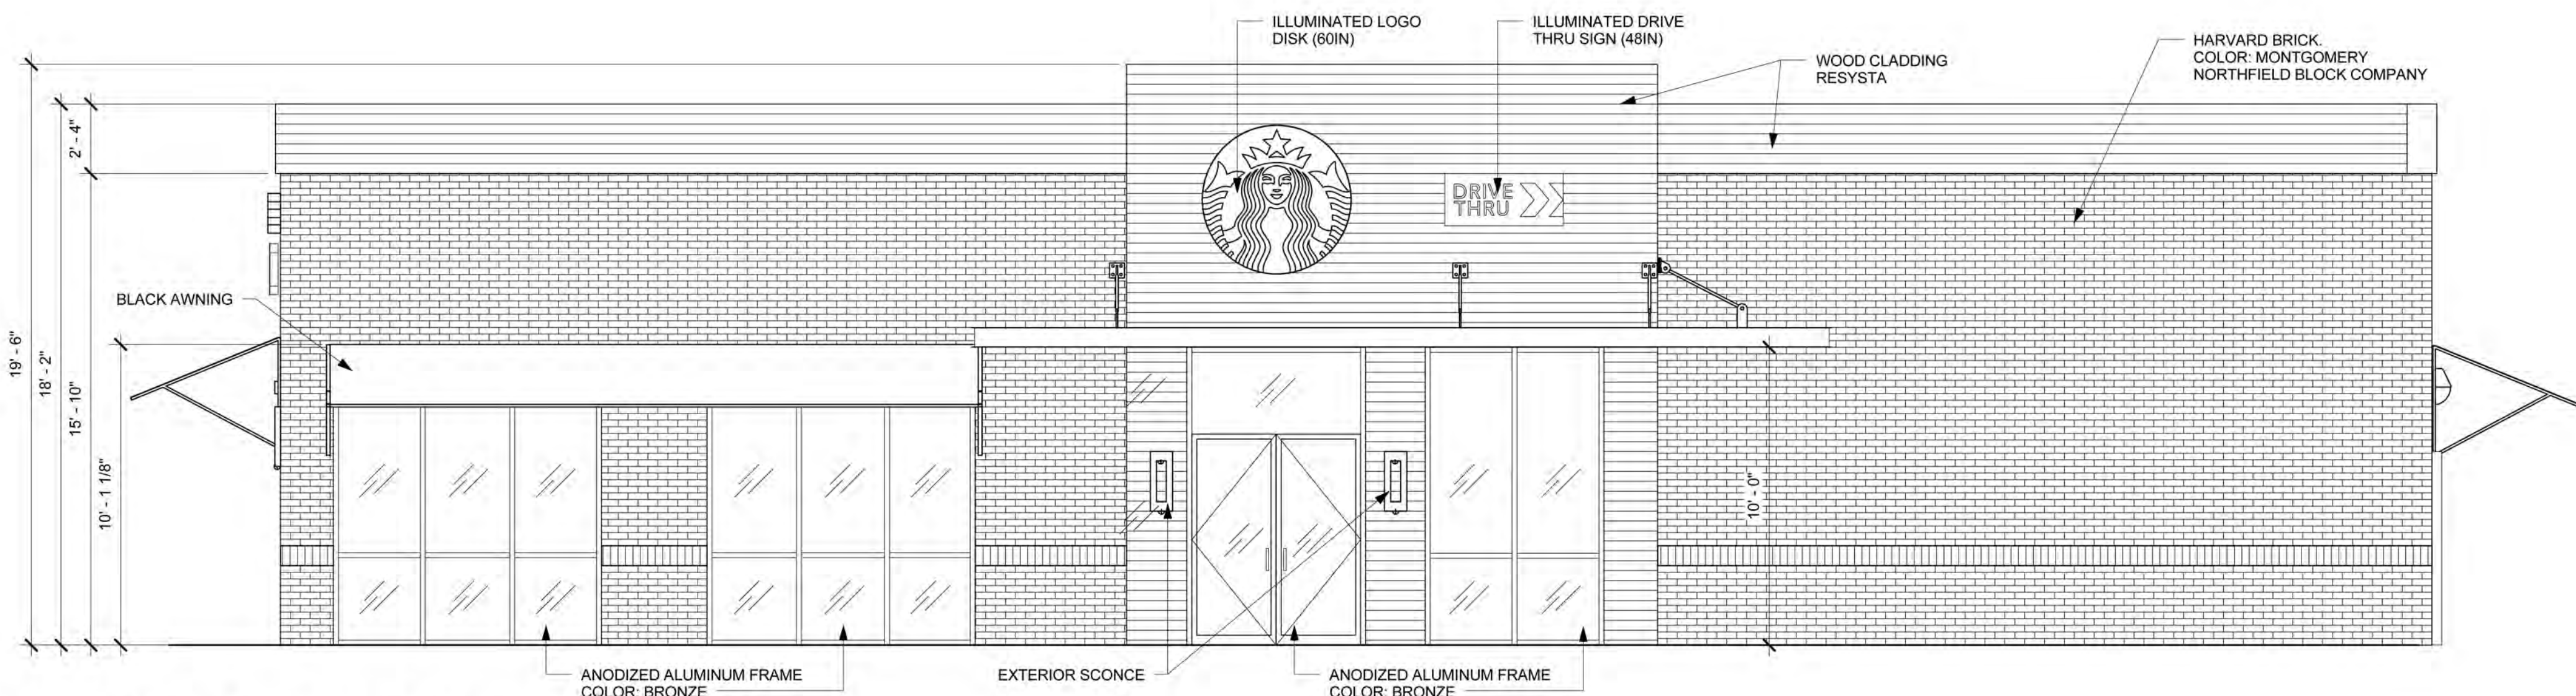 ILLUMINATED LOGO
DISK (60IN)
ILLUMINATED DRIVE
THRU SIGN (48IN)
WOOD CLADDING
RESYSTA
HARVARD BRICK.
COLOR: MONTGOMERY
NORTHFIELD BLOCK COMPANY
2' - 4"
DRIVE
THRU
BLACK AWNING
19' - 6"
18' - 2"
15' - 10"
10' - 1 1/8"
10' - 0"
ANODIZED ALUMINUM FRAME
COLOR: BRONZE
EXTERIOR SCONCE
ANODIZED ALUMINUM FRAME
COLOR: BRONZE